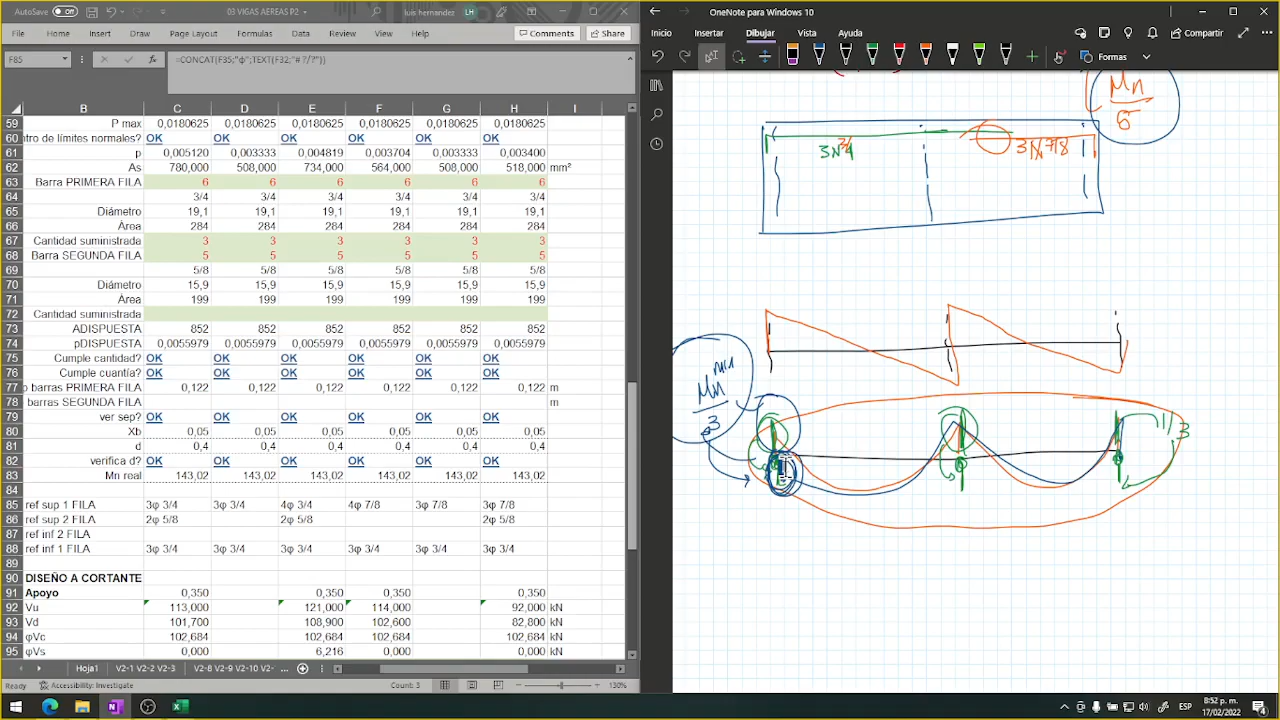 AutoSave Off 03 VIGAS AEREAS P2 luis hernandez LH
File Home Insert Draw Page Layout Formulas Data Review View Help Comments Share
F85 fx =CONCAT(F35;"φ";TEXT(F32;"# ?/?"))
B C D E F G H I
59 P max 0,0180625 0,0180625 0,0180625 0,0180625 0,0180625 0,0180625
60 ntro de límites normales? OK OK OK OK OK OK
61 p 0,005120 0,003333 0,004819 0,003704 0,003333 0,003400
62 As 780,000 508,000 734,000 564,000 508,000 518,000 mm²
63 Barra PRIMERA FILA 6 6 6 6 6 6
64 3/4 3/4 3/4 3/4 3/4 3/4
65 Diámetro 19,1 19,1 19,1 19,1 19,1 19,1
66 Área 284 284 284 284 284 284
67 Cantidad suministrada 3 3 3 3 3 3
68 Barra SEGUNDA FILA 5 5 5 5 5 5
69 5/8 5/8 5/8 5/8 5/8 5/8
70 Diámetro 15,9 15,9 15,9 15,9 15,9 15,9
71 Área 199 199 199 199 199 199
72 Cantidad suministrada
73 ADISPUESTA 852 852 852 852 852 852
74 pDISPUESTA 0,0055979 0,0055979 0,0055979 0,0055979 0,0055979 0,0055979
75 Cumple cantidad? OK OK OK OK OK OK
76 Cumple cuantía? OK OK OK OK OK OK
77 o barras PRIMERA FILA 0,122 0,122 0,122 0,122 0,122 0,122 m
78 barras SEGUNDA FILA m
79 ver sep? OK OK OK OK OK OK
80 Xb 0,05 0,05 0,05 0,05 0,05 0,05
81 d 0,4 0,4 0,4 0,4 0,4 0,4
82 verifica d? OK OK OK OK OK OK
83 Mn real 143,02 143,02 143,02 143,02 143,02 143,02
84
85 ref sup 1 FILA 3φ 3/4 3φ 3/4 4φ 3/4 4φ 7/8 3φ 7/8 3φ 7/8
86 ref sup 2 FILA 2φ 5/8 2φ 5/8 2φ 5/8
87 ref inf 2 FILA
88 ref inf 1 FILA 3φ 3/4 3φ 3/4 3φ 3/4 3φ 3/4 3φ 3/4
89
90 DISEÑO A CORTANTE
91 Apoyo 0,350 0,350 0,350 0,350
92 Vu 113,000 121,000 114,000 92,000 kN
93 Vd 101,700 108,900 102,600 82,800 kN
94 φVc 102,684 102,684 102,684 102,684 kN
95 φVs 0,000 6,216 0,000 0,000 kN
Hoja1 V2-1 V2-2 V2-3 V2-8 V2-9 V2-10 V2- ...
Ready Accessibility: Investigate Count: 3 130%
OneNote para Windows 10
Inicio Insertar Dibujar Vista Ayuda Compartir
Formas
Mn
6
3N 3/4
3N 7/8
Mn
3
1/3
8:52 p. m.
ESP
17/02/2022
4